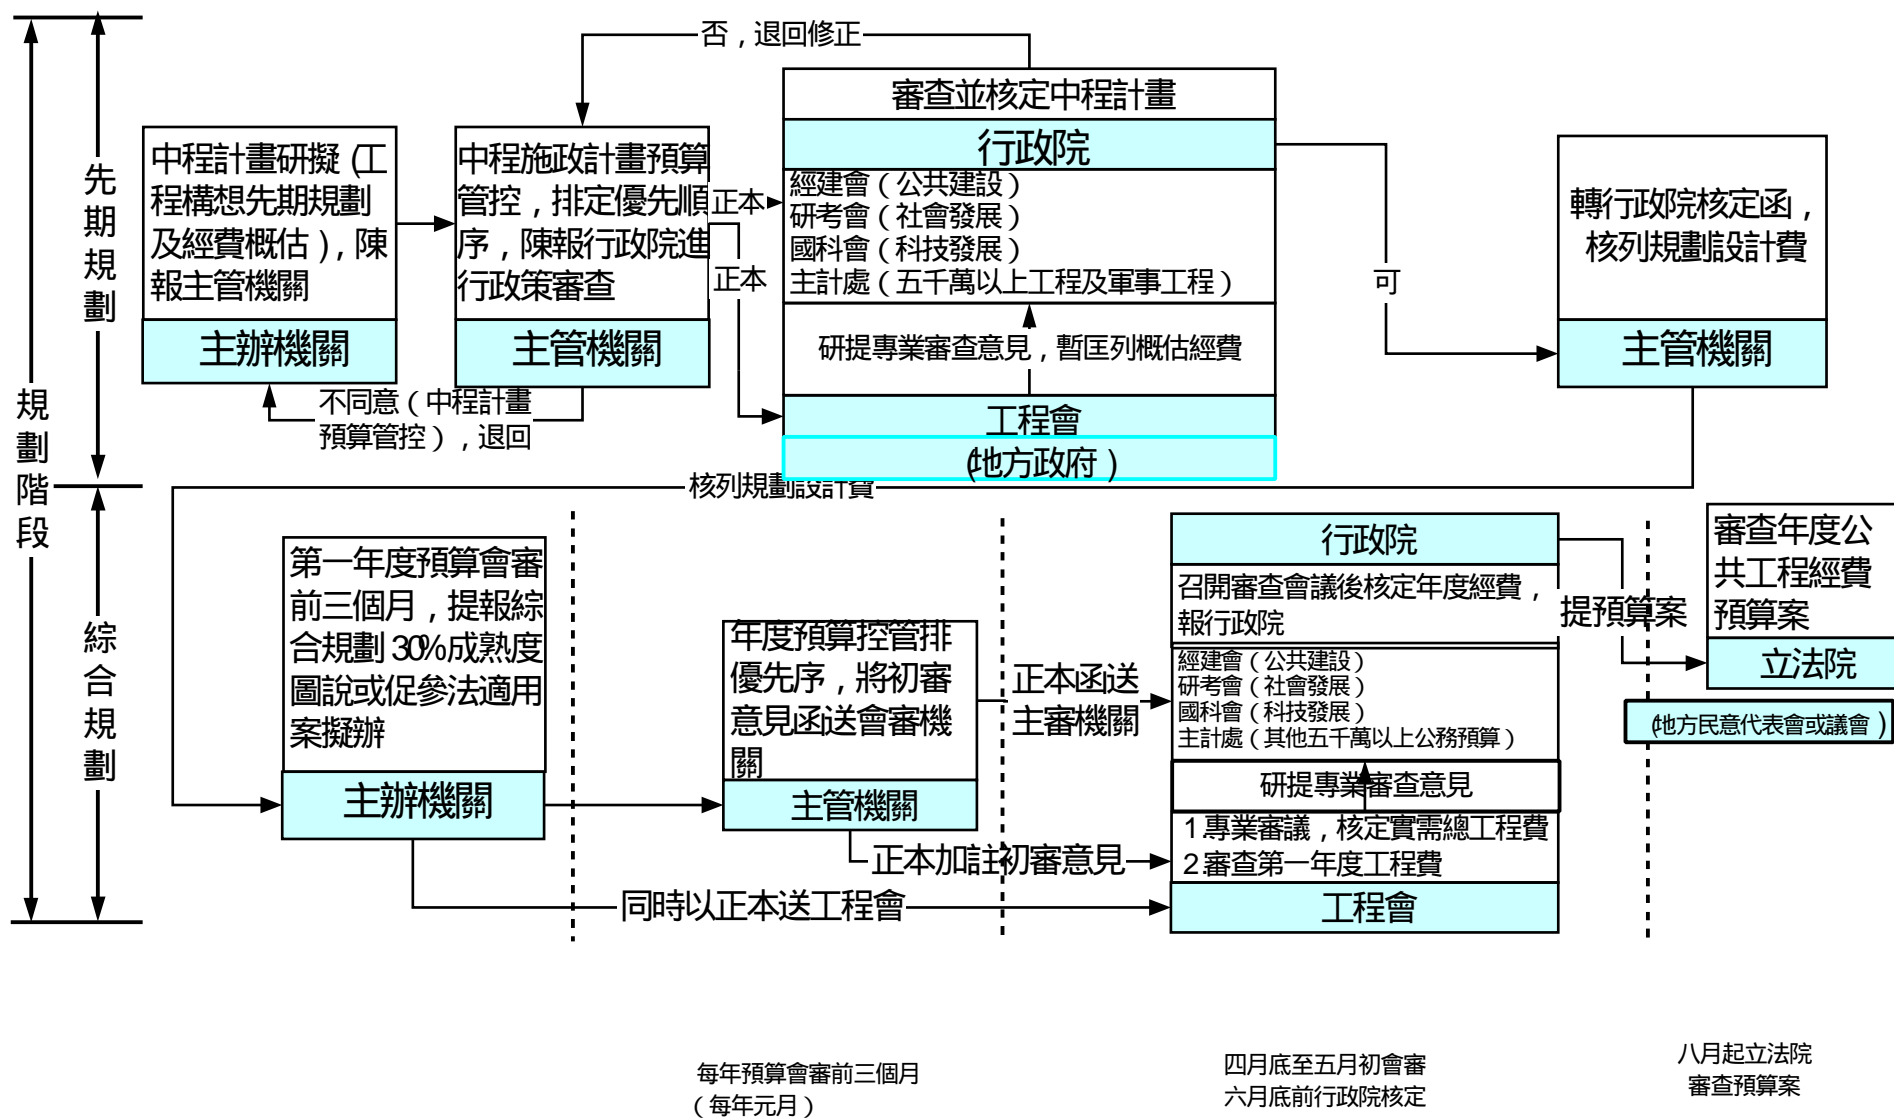 否，退回修正
審查並核定中程計畫
行政院
經建會（公共建設）
研考會（社會發展）
國科會（科技發展）
主計處（五千萬以上工程及軍事工程）
研提專業審查意見，暫匡列概估經費
工程會
(地方政府)
中程計畫研擬(工
程構想先期規劃
及經費概估)，陳
報主管機關
主辦機關
中程施政計畫預算
管控，排定優先順
序，陳報行政院進
行政策審查
主管機關
正本
正本
不同意（中程計畫
預算管控），退回
可
轉行政院核定函，
核列規劃設計費
主管機關
先期規劃
規劃階段
綜合規劃
核列規劃設計費
第一年度預算會審
前三個月，提報綜
合規劃30%成熟度
圖說或促參法適用
案擬辦
主辦機關
年度預算控管排
優先序，將初審
意見函送會審機
關
主管機關
正本函送
主審機關
正本加註初審意見
同時以正本送工程會
行政院
召開審查會議後核定年度經費，
報行政院
經建會（公共建設）
研考會（社會發展）
國科會（科技發展）
主計處（其他五千萬以上公務預算）
研提專業審查意見
1.專業審議，核定實需總工程費
2.審查第一年度工程費
工程會
提預算案
審查年度公
共工程經費
預算案
立法院
(地方民意代表會或議會)
每年預算會審前三個月
（每年元月）
四月底至五月初會審
六月底前行政院核定
八月起立法院
審查預算案